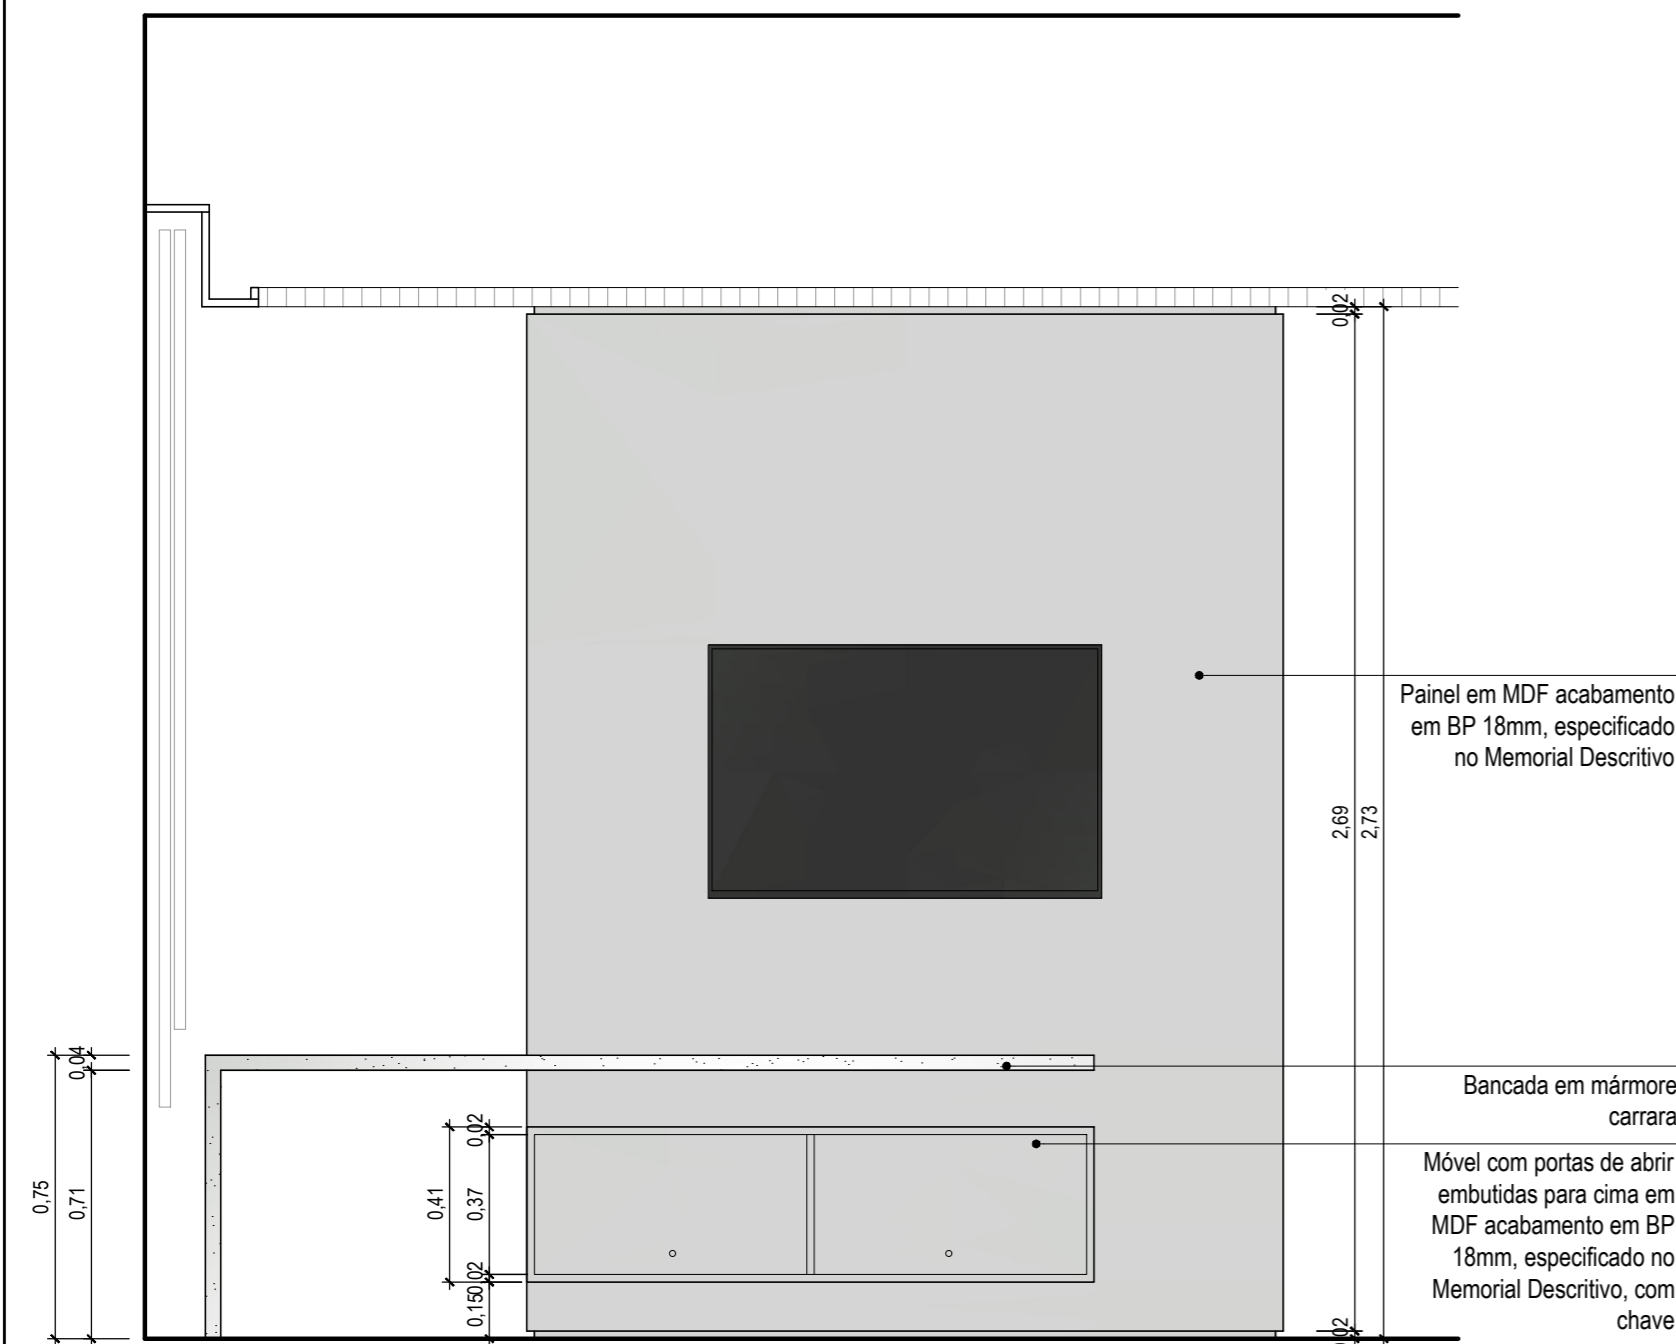 0,02
2,69
2,73
Painel em MDF acabamento
em BP 18mm, especificado
no Memorial Descritivo
0,04
0,75
0,71
0,02
0,41
0,37
0,02
0,15
Bancada em mármore
carrara
Móvel com portas de abrir
embutidas para cima em
MDF acabamento em BP
18mm, especificado no
Memorial Descritivo, com
chave
0,02